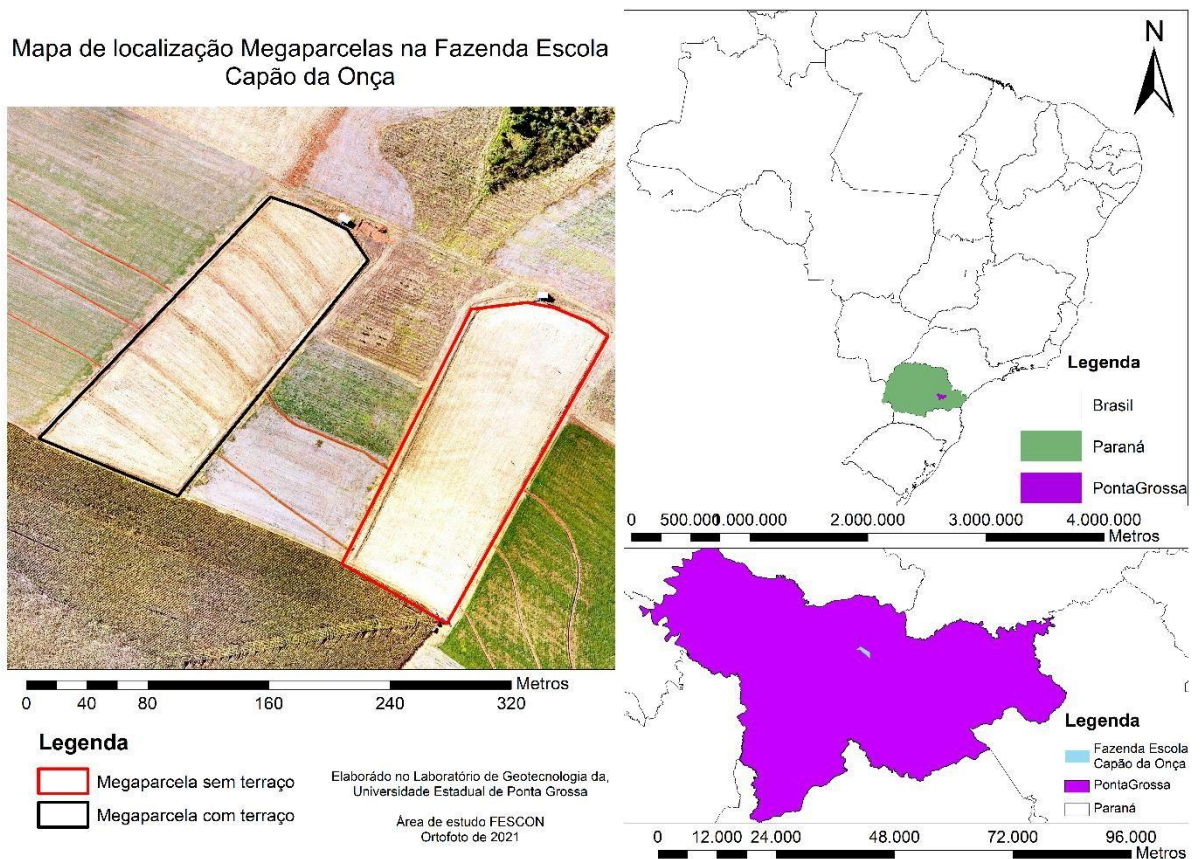 Mapa de localização Megaparcelas na Fazenda Escola
Capão da Onça
0 40 80 160 240 320 Metros
Legenda
Megaparcela sem terraço
Megaparcela com terraço
Elaborádo no Laboratório de Geotecnologia da,
Universidade Estadual de Ponta Grossa
Área de estudo FESCON
Ortofoto de 2021
N
Legenda
Brasil
Paraná
PontaGrossa
0 500.0001.000.000 2.000.000 3.000.000 4.000.000
Metros
Legenda
Fazenda Escola
Capão da Onça
PontaGrossa
Paraná
0 12.000 24.000 48.000 72.000 96.000
Metros